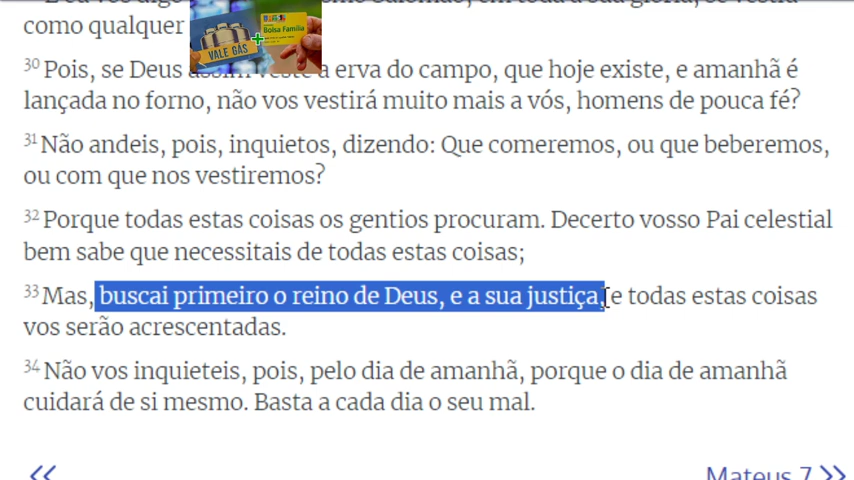 como qualquer
VALE GÁS
Bolsa Família
30 Pois, se Deus assim veste a erva do campo, que hoje existe, e amanhã é
lançada no forno, não vos vestirá muito mais a vós, homens de pouca fé?
31 Não andeis, pois, inquietos, dizendo: Que comeremos, ou que beberemos,
ou com que nos vestiremos?
32 Porque todas estas coisas os gentios procuram. Decerto vosso Pai celestial
bem sabe que necessitais de todas estas coisas;
33 Mas, buscai primeiro o reino de Deus, e a sua justiça, e todas estas coisas
vos serão acrescentadas.
34 Não vos inquieteis, pois, pelo dia de amanhã, porque o dia de amanhã
cuidará de si mesmo. Basta a cada dia o seu mal.
Mateus 7